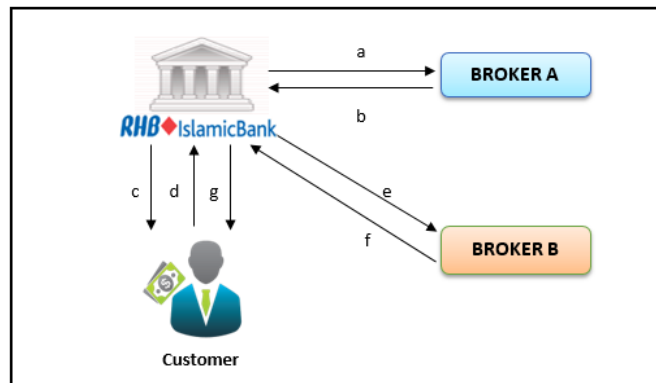 a
BROKER A
b
RHB IslamicBank
c
d
g
e
f
BROKER B
$
Customer